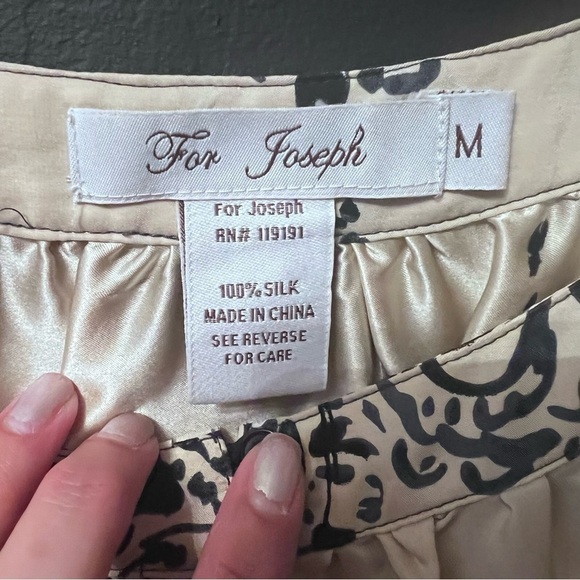 For Joseph
M
For Joseph
RN# 119191
100% SILK
MADE IN CHINA
SEE REVERSE
FOR CARE